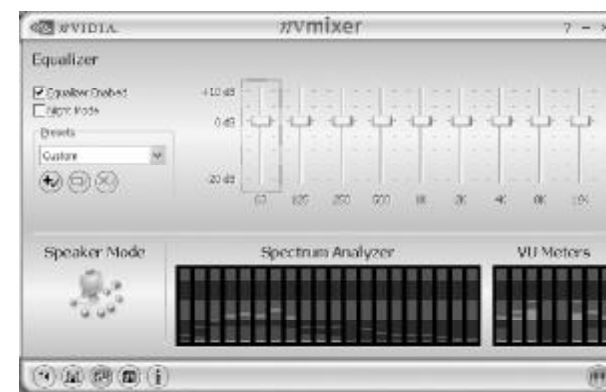 nVIDIA.
nVmixer
? - ×
Equalizer
Equalizer Enabled
Night Mode
Presets
Custom
+10 dB
0 dB
-20 dB
60 125 250 500 1K 2K 4K 8K 16K
Speaker Mode
Spectrum Analyzer
VU Meters